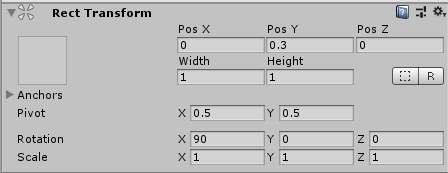 Rect Transform
Pos X Pos Y Pos Z
0 0.3 0
Width Height
1 1
R
Anchors
Pivot X 0.5 Y 0.5
Rotation X 90 Y 0 Z 0
Scale X 1 Y 1 Z 1